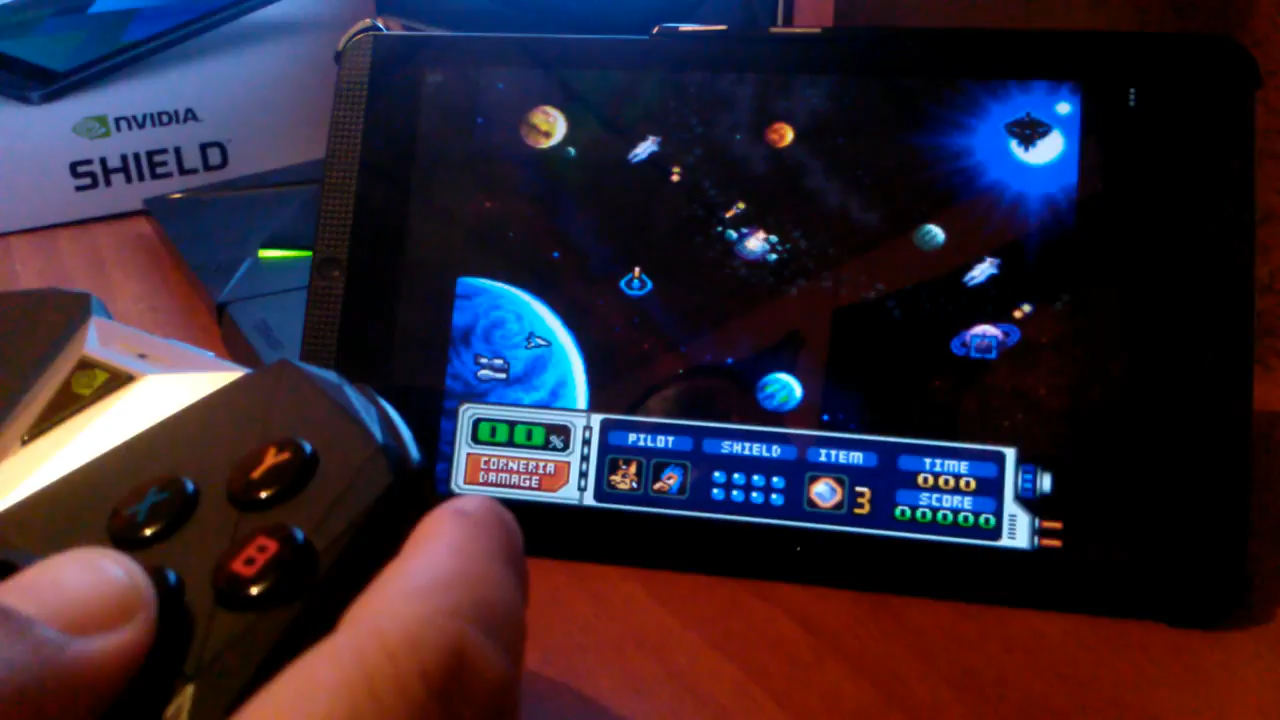 NVIDIA.
SHIELD
Y
X
B
00%
CORNERIA
DAMAGE
PILOT
SHIELD
ITEM
3
TIME
000
SCORE
00000